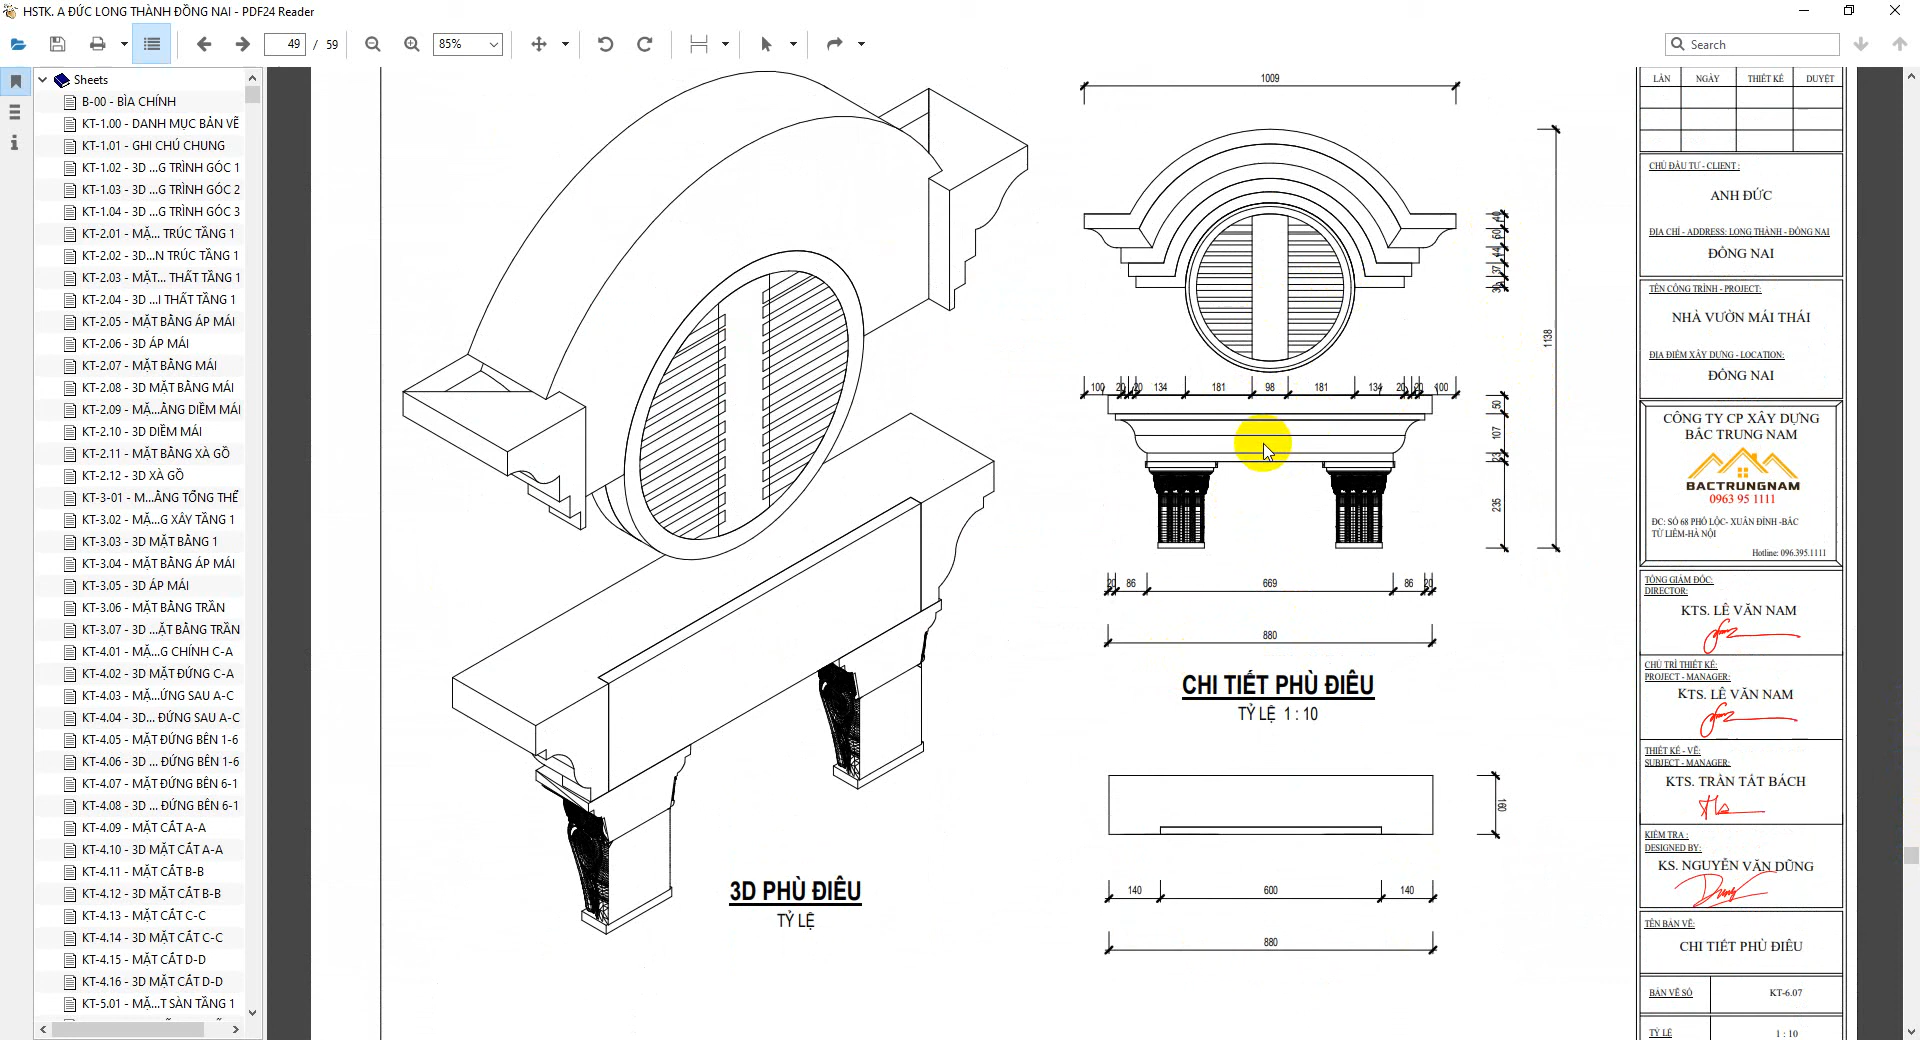 HSTK. A ĐỨC LONG THÀNH ĐỒNG NAI - PDF24 Reader
49 / 59
85%
Search
Sheets
B-00 - BÌA CHÍNH
KT-1.00 - DANH MỤC BẢN VẼ
KT-1.01 - GHI CHÚ CHUNG
KT-1.02 - 3D ...G TRÌNH GÓC 1
KT-1.03 - 3D ...G TRÌNH GÓC 2
KT-1.04 - 3D ...G TRÌNH GÓC 3
KT-2.01 - MẶ... TRÚC TẦNG 1
KT-2.02 - 3D...N TRÚC TẦNG 1
KT-2.03 - MẶT... THẤT TẦNG 1
KT-2.04 - 3D ...I THẤT TẦNG 1
KT-2.05 - MẶT BẰNG ÁP MÁI
KT-2.06 - 3D ÁP MÁI
KT-2.07 - MẶT BẰNG MÁI
KT-2.08 - 3D MẶT BẰNG MÁI
KT-2.09 - MẶ...ẰNG DIỀM MÁI
KT-2.10 - 3D DIỀM MÁI
KT-2.11 - MẶT BẰNG XÀ GỒ
KT-2.12 - 3D XÀ GỒ
KT-3-01 - M...ẰNG TỔNG THỂ
KT-3.02 - MẶ...G XÂY TẦNG 1
KT-3.03 - 3D MẶT BẰNG 1
KT-3.04 - MẶT BẰNG ÁP MÁI
KT-3.05 - 3D ÁP MÁI
KT-3.06 - MẶT BẰNG TRẦN
KT-3.07 - 3D ...ẶT BẰNG TRẦN
KT-4.01 - MẶ...G CHÍNH C-A
KT-4.02 - 3D MẶT ĐỨNG C-A
KT-4.03 - MẶ...ỨNG SAU A-C
KT-4.04 - 3D... ĐỨNG SAU A-C
KT-4.05 - MẶT ĐỨNG BÊN 1-6
KT-4.06 - 3D ... ĐỨNG BÊN 1-6
KT-4.07 - MẶT ĐỨNG BÊN 6-1
KT-4.08 - 3D ... ĐỨNG BÊN 6-1
KT-4.09 - MẶT CẮT A-A
KT-4.10 - 3D MẶT CẮT A-A
KT-4.11 - MẶT CẮT B-B
KT-4.12 - 3D MẶT CẮT B-B
KT-4.13 - MẶT CẮT C-C
KT-4.14 - 3D MẶT CẮT C-C
KT-4.15 - MẶT CẮT D-D
KT-4.16 - 3D MẶT CẮT D-D
KT-5.01 - MẶ...T SÀN TẦNG 1
3D PHÙ ĐIÊU
TỶ LỆ
1009
40
60
44
37
1138
100 20 20 134 181 98 181 134 20 20 100
50
107
23
235
20 86 669 86 20
880
CHI TIẾT PHÙ ĐIÊU
TỶ LỆ 1 : 10
160
140 600 140
880
LẦN NGÀY THIẾT KẾ DUYỆT
CHỦ ĐẦU TƯ - CLIENT :
ANH ĐỨC
ĐỊA CHỈ - ADDRESS: LONG THÀNH - ĐỒNG NAI
ĐỒNG NAI
TÊN CÔNG TRÌNH - PROJECT:
NHÀ VƯỜN MÁI THÁI
ĐỊA ĐIỂM XÂY DỰNG - LOCATION:
ĐỒNG NAI
CÔNG TY CP XÂY DỰNG
BẮC TRUNG NAM
BACTRUNGNAM
0963 95 1111
ĐC: SỐ 68 PHỐ LỘC- XUÂN ĐỈNH -BẮC
TỪ LIÊM-HÀ NỘI
Hotline: 096.395.1111
TỔNG GIÁM ĐỐC:
DIRECTOR:
KTS. LÊ VĂN NAM
CHỦ TRÌ THIẾT KẾ:
PROJECT - MANAGER:
KTS. LÊ VĂN NAM
THIẾT KẾ - VẼ:
SUBJECT - MANAGER:
KTS. TRẦN TẤT BÁCH
KIỂM TRA :
DESIGNED BY:
KS. NGUYỄN VĂN DŨNG
TÊN BẢN VẼ:
CHI TIẾT PHÙ ĐIÊU
BẢN VẼ SỐ KT-6.07
TỶ LỆ 1 : 10